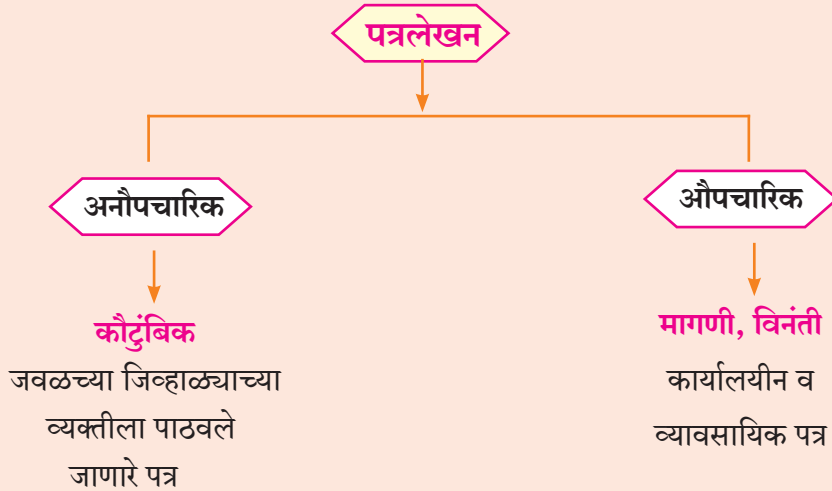 पत्रलेखन
अनौपचारिक
औपचारिक
कौटुंबिक
जवळच्या जिव्हाळ्याच्या
व्यक्तीला पाठवले
जाणारे पत्र
मागणी, विनंती
कार्यालयीन व
व्यावसायिक पत्र